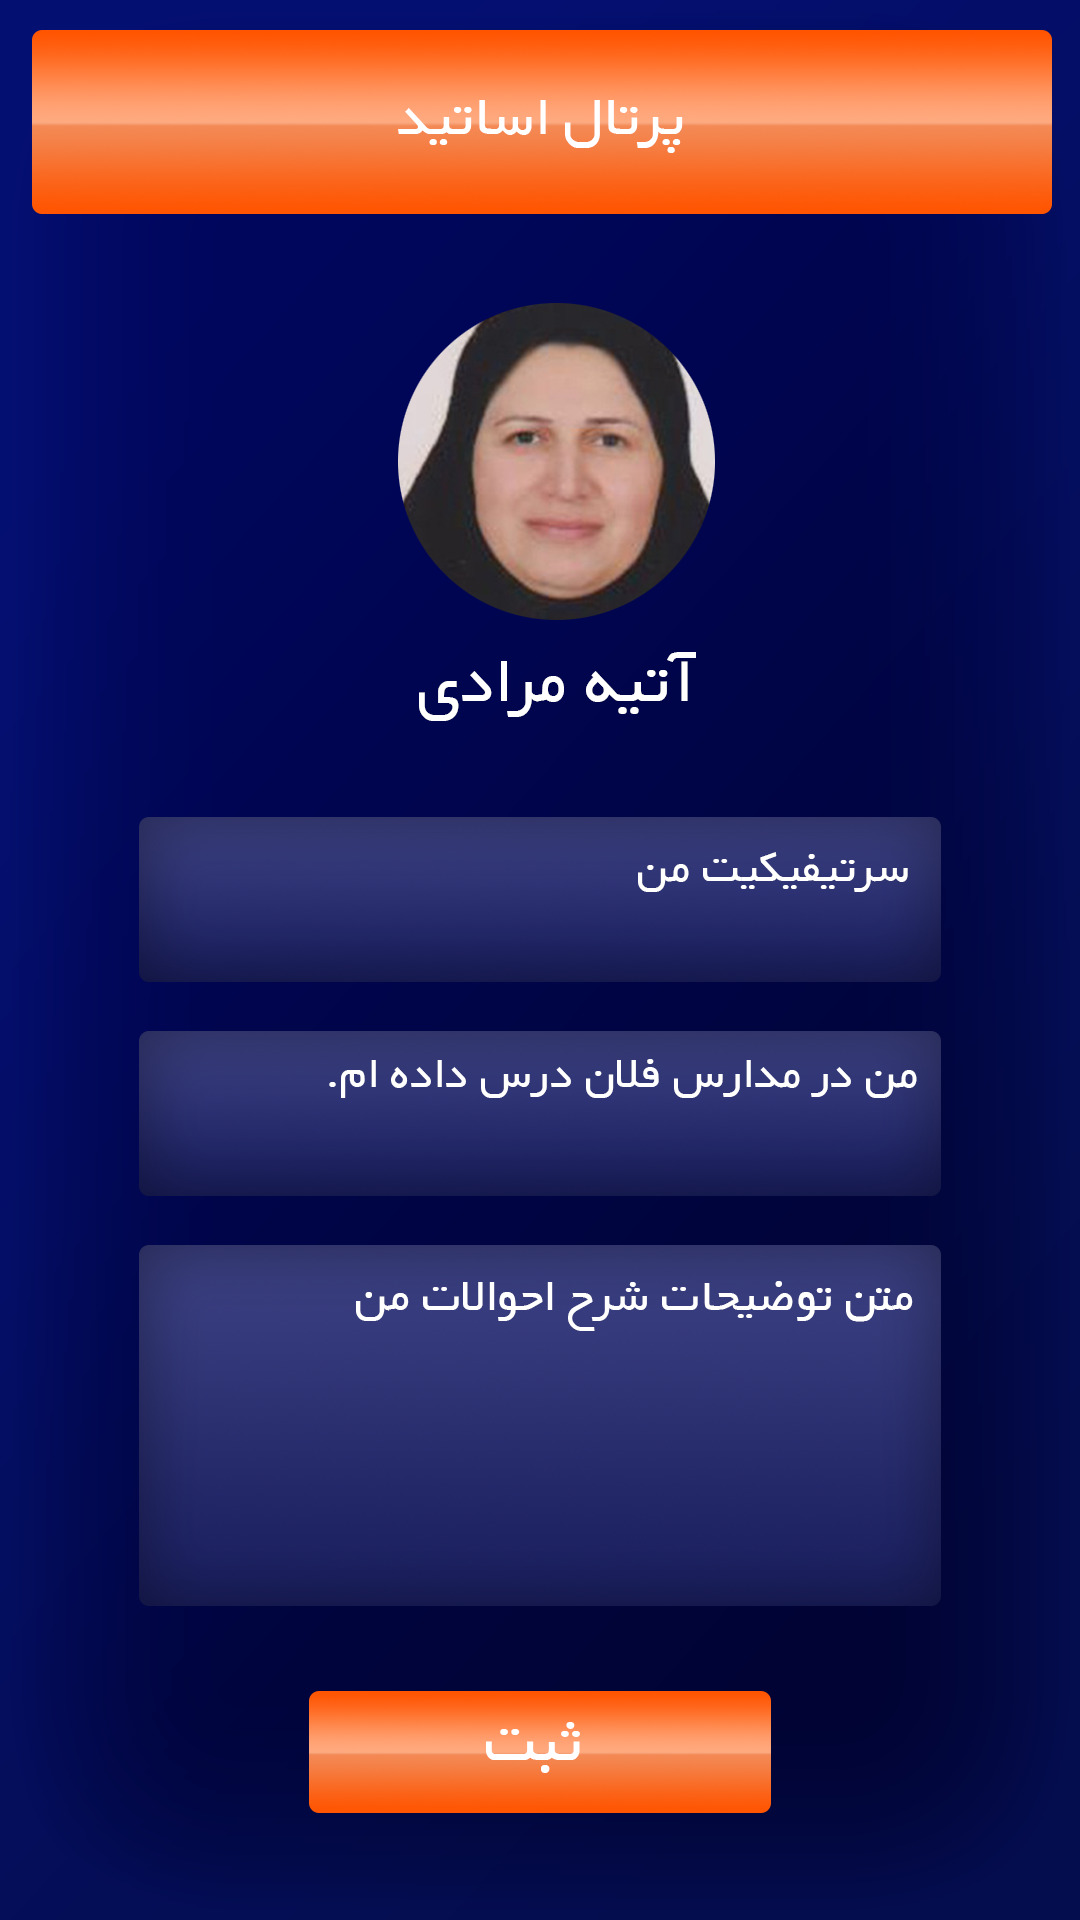 پرتال اساتید
آتیه مرادی
سرتیفیکیت من
من در مدارس فلان درس داده ام.
متن توضیحات شرح احوالات من
ثبت